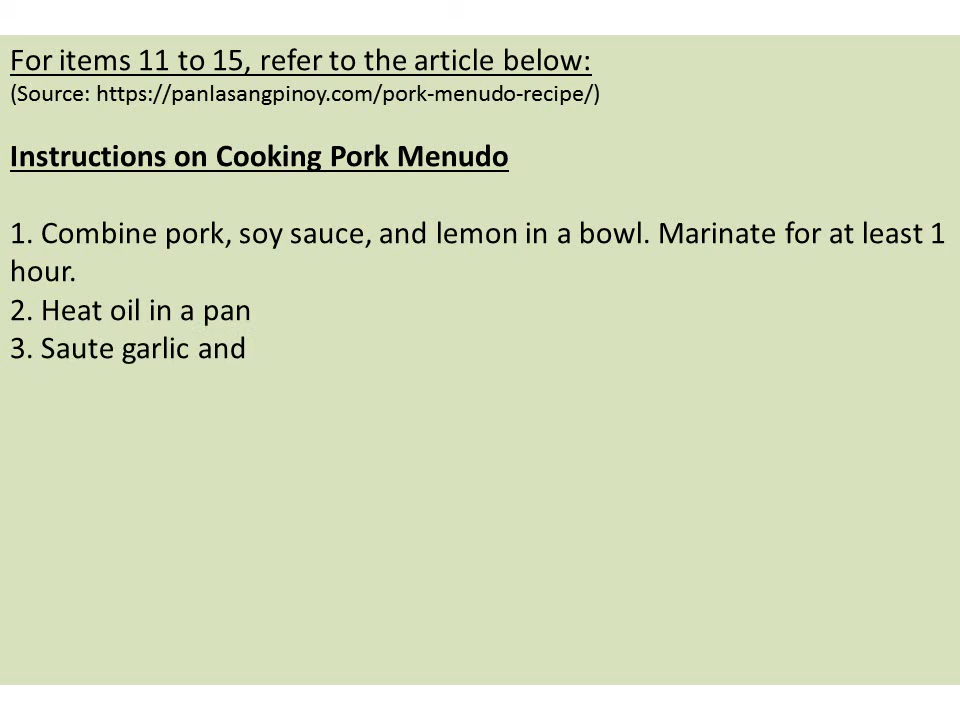 For items 11 to 15, refer to the article below:
(Source: https://panlasangpinoy.com/pork-menudo-recipe/)
Instructions on Cooking Pork Menudo
1. Combine pork, soy sauce, and lemon in a bowl. Marinate for at least 1
hour.
2. Heat oil in a pan
3. Saute garlic and